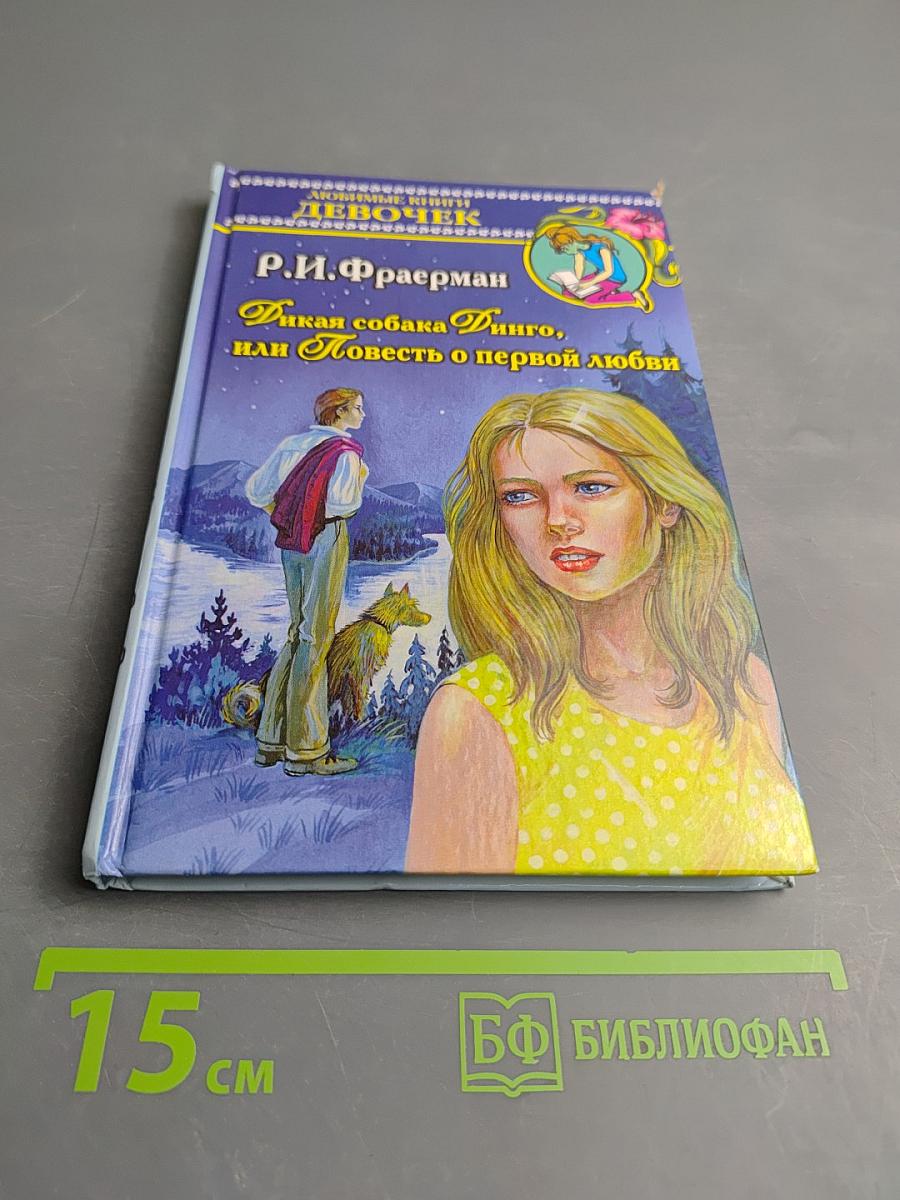 ЛЮБИМЫЕ КНИГИ
ДЕВОЧЕК
Р.И.Фраерман
Дикая собака Динго,
или Повесть о первой любви
15 см
БФ БИБЛИОФАН